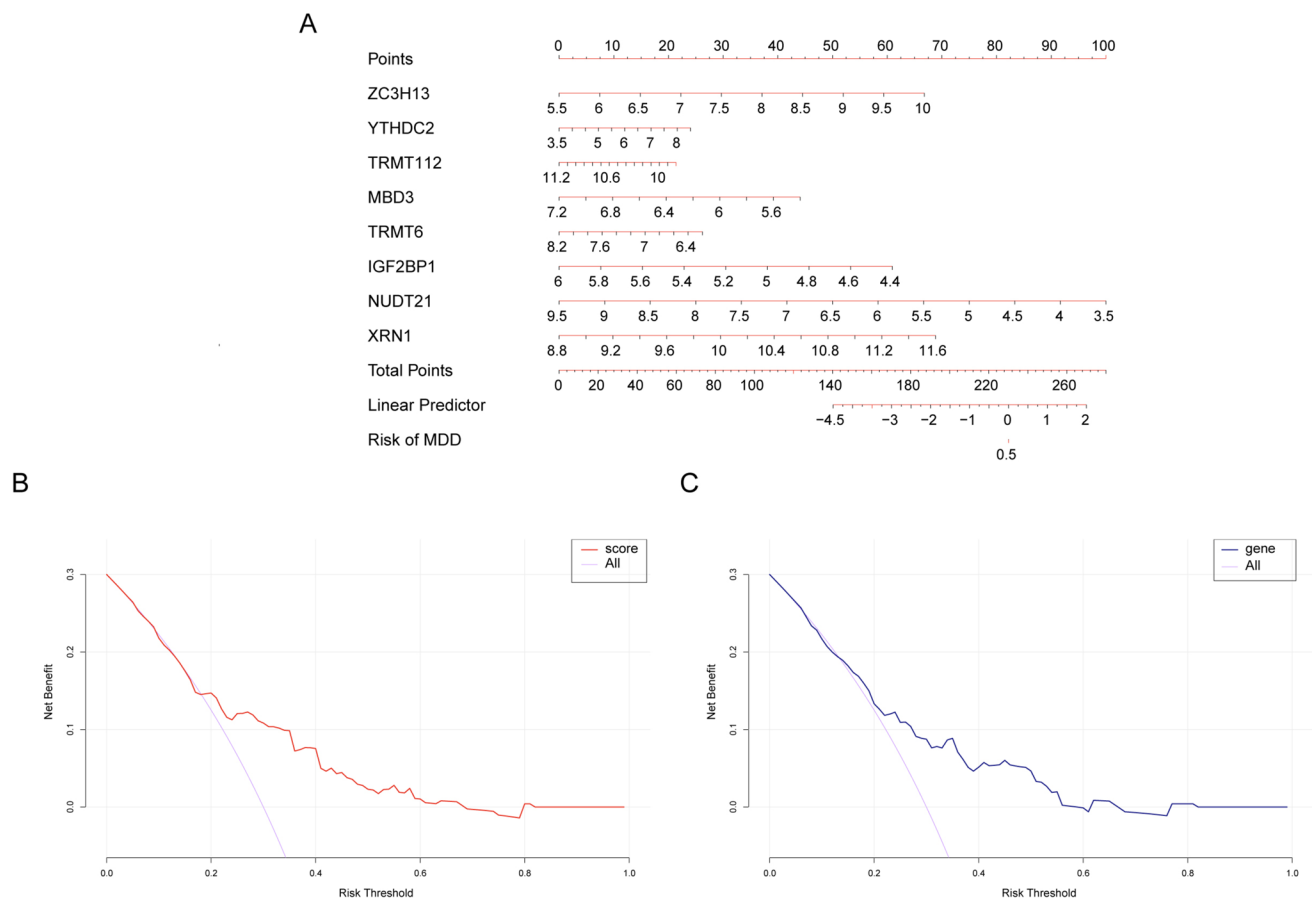 A
Points
0 10 20 30 40 50 60 70 80 90 100
ZC3H13
5.5 6 6.5 7 7.5 8 8.5 9 9.5 10
YTHDC2
3.5 5 6 7 8
TRMT112
11.2 10.6 10
MBD3
7.2 6.8 6.4 6 5.6
TRMT6
8.2 7.6 7 6.4
IGF2BP1
6 5.8 5.6 5.4 5.2 5 4.8 4.6 4.4
NUDT21
9.5 9 8.5 8 7.5 7 6.5 6 5.5 5 4.5 4 3.5
XRN1
8.8 9.2 9.6 10 10.4 10.8 11.2 11.6
Total Points
0 20 40 60 80 100 140 180 220 260
Linear Predictor
−4.5 −3 −2 −1 0 1 2
Risk of MDD
0.5
B
score
All
Net Benefit
0.3
0.2
0.1
0.0
0.0 0.2 0.4 0.6 0.8 1.0
Risk Threshold
C
gene
All
Net Benefit
0.3
0.2
0.1
0.0
0.0 0.2 0.4 0.6 0.8 1.0
Risk Threshold